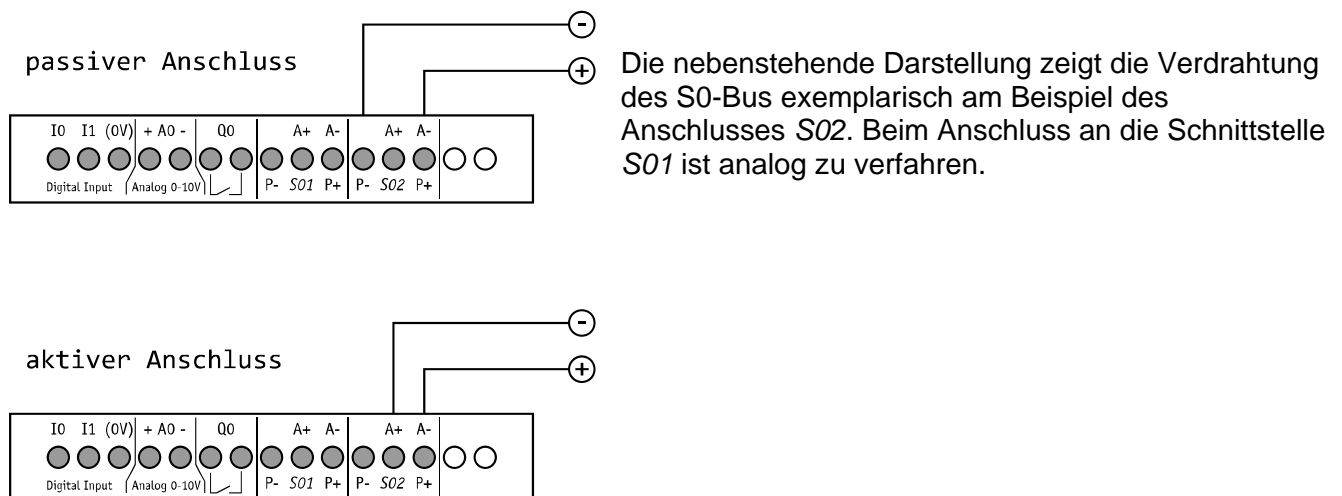 passiver Anschluss
-
+
I0 I1 (0V) + A0 - Q0 A+ A- A+ A-
Digital Input Analog 0-10V P- S01 P+ P- S02 P+
Die nebenstehende Darstellung zeigt die Verdrahtung
des S0-Bus exemplarisch am Beispiel des
Anschlusses S02. Beim Anschluss an die Schnittstelle
S01 ist analog zu verfahren.
aktiver Anschluss
-
+
I0 I1 (0V) + A0 - Q0 A+ A- A+ A-
Digital Input Analog 0-10V P- S01 P+ P- S02 P+